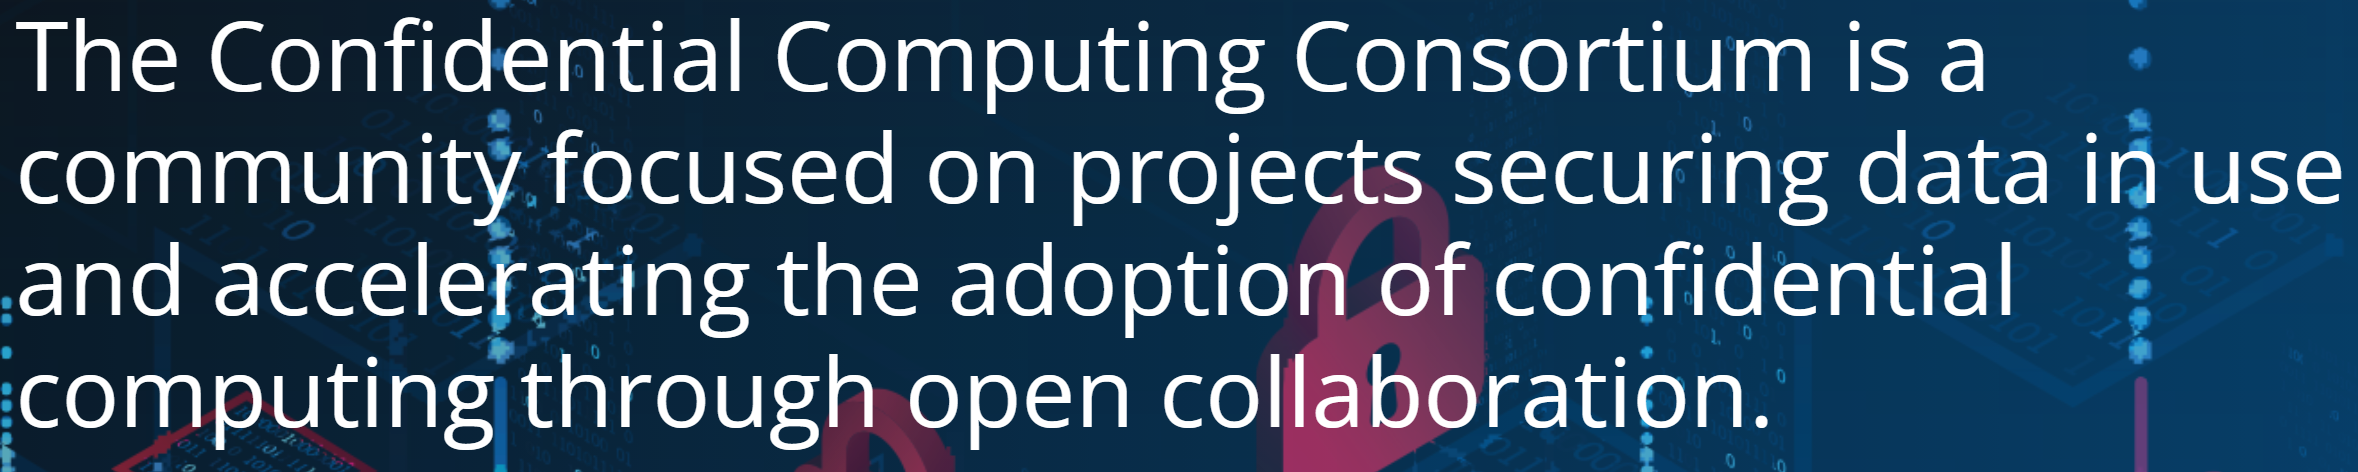 The Confidential Computing Consortium is a
community focused on projects securing data in use
and accelerating the adoption of confidential
computing through open collaboration.